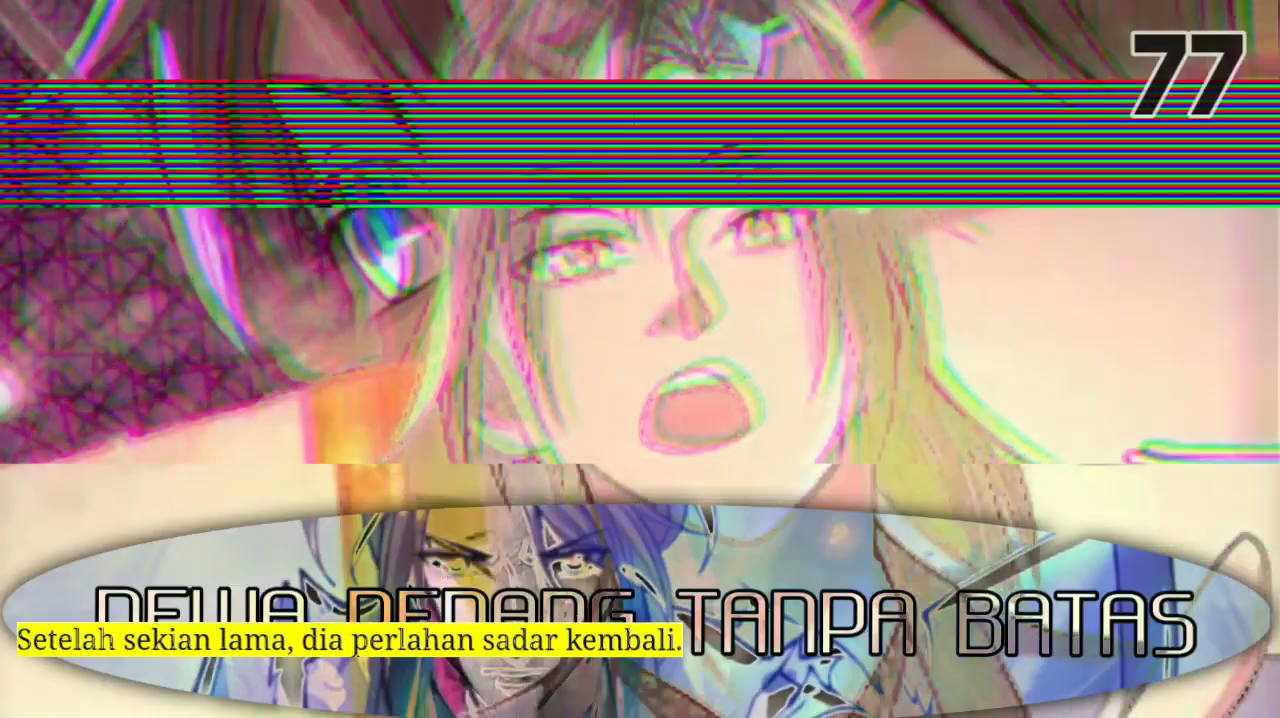 77
DEWA PEDANG TANPA BATAS
Setelah sekian lama, dia perlahan sadar kembali.